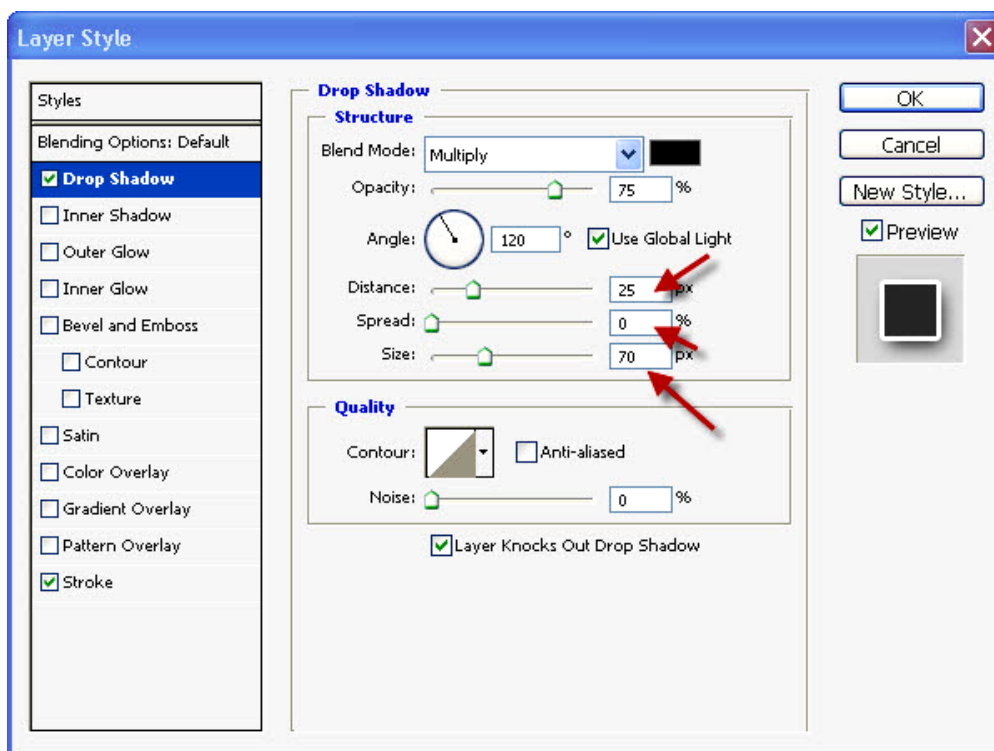 Layer Style
Styles
Blending Options: Default
Drop Shadow
Inner Shadow
Outer Glow
Inner Glow
Bevel and Emboss
Contour
Texture
Satin
Color Overlay
Gradient Overlay
Pattern Overlay
Stroke
Drop Shadow
Structure
Blend Mode: Multiply
Opacity: 75 %
Angle: 120 ° Use Global Light
Distance: 25 px
Spread: 0 %
Size: 70 px
Quality
Contour: Anti-aliased
Noise: 0 %
Layer Knocks Out Drop Shadow
OK
Cancel
New Style...
Preview